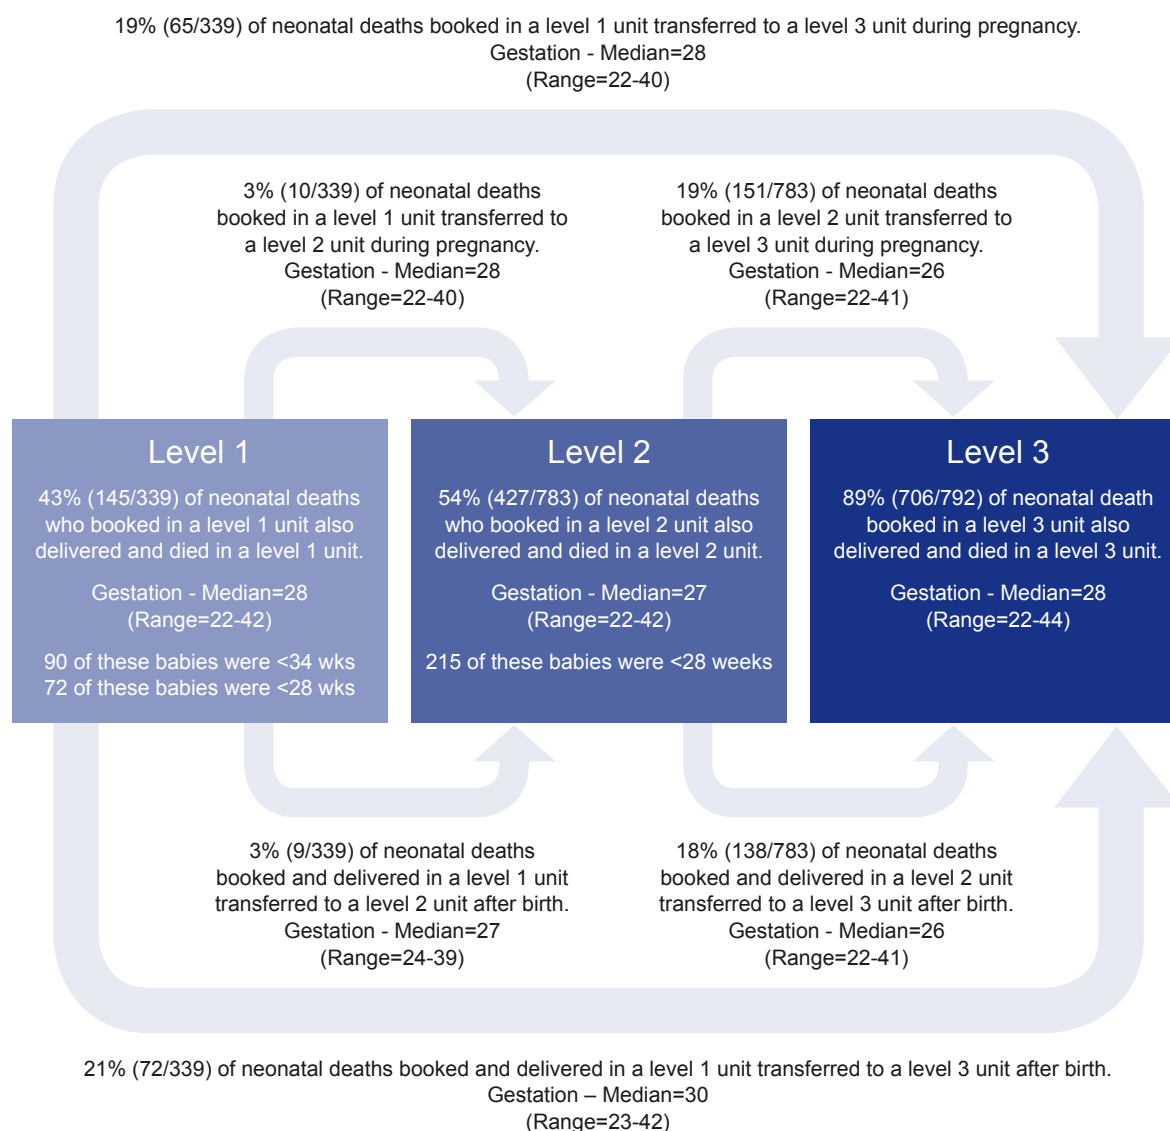 19% (65/339) of neonatal deaths booked in a level 1 unit transferred to a level 3 unit during pregnancy.
Gestation - Median=28
(Range=22-40)
3% (10/339) of neonatal deaths
booked in a level 1 unit transferred to
a level 2 unit during pregnancy.
Gestation - Median=28
(Range=22-40)
19% (151/783) of neonatal deaths
booked in a level 2 unit transferred to
a level 3 unit during pregnancy.
Gestation - Median=26
(Range=22-41)
Level 1
43% (145/339) of neonatal deaths
who booked in a level 1 unit also
delivered and died in a level 1 unit.
Gestation - Median=28
(Range=22-42)
90 of these babies were <34 wks
72 of these babies were <28 wks
Level 2
54% (427/783) of neonatal deaths
who booked in a level 2 unit also
delivered and died in a level 2 unit.
Gestation - Median=27
(Range=22-42)
215 of these babies were <28 weeks
Level 3
89% (706/792) of neonatal death
booked in a level 3 unit also
delivered and died in a level 3 unit.
Gestation - Median=28
(Range=22-44)
3% (9/339) of neonatal deaths
booked and delivered in a level 1 unit
transferred to a level 2 unit after birth.
Gestation - Median=27
(Range=24-39)
18% (138/783) of neonatal deaths
booked and delivered in a level 2 unit
transferred to a level 3 unit after birth.
Gestation - Median=26
(Range=22-41)
21% (72/339) of neonatal deaths booked and delivered in a level 1 unit transferred to a level 3 unit after birth.
Gestation – Median=30
(Range=23-42)